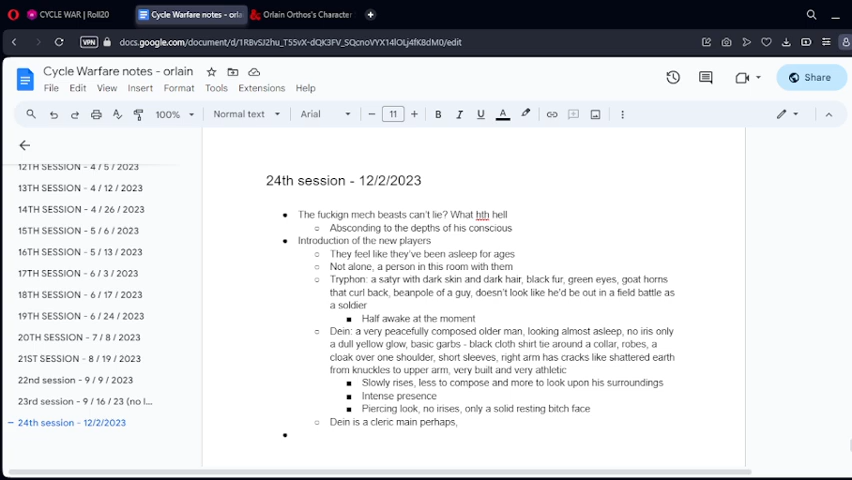 CYCLE WAR | Roll20
Cycle Warfare notes - orla
Orlain Orthos's Character
VPN
docs.google.com/document/d/
/edit
Cycle Warfare notes - orlain
File Edit View Insert Format Tools Extensions Help
Share
100% Normal text Arial - 11 + B I U A
12TH SESSION - 4 / 5 / 2023
13TH SESSION - 4 / 12 / 2023
14TH SESSION - 4 / 26 / 2023
15TH SESSION - 5 / 6 / 2023
16TH SESSION - 5 / 13 / 2023
17TH SESSION - 6 / 3 / 2023
18TH SESSION - 6 / 17 / 2023
19TH SESSION - 6 / 24 / 2023
20TH SESSION - 7 / 8 / 2023
21ST SESSION - 8 / 19 / 2023
22nd session - 9 / 9 / 2023
23rd session - 9 / 16 / 23 (no l...
24th session - 12/2/2023
24th session - 12/2/2023
The fuckign mech beasts can't lie? What hth hell
Absconding to the depths of his conscious
Introduction of the new players
They feel like they've been asleep for ages
Not alone, a person in this room with them
Tryphon: a satyr with dark skin and dark hair, black fur, green eyes, goat horns
that curl back, beanpole of a guy, doesn't look like he'd be out in a field battle as
a soldier
Half awake at the moment
Dein: a very peacefully composed older man, looking almost asleep, no iris only
a dull yellow glow, basic garbs - black cloth shirt tie around a collar, robes, a
cloak over one shoulder, short sleeves, right arm has cracks like shattered earth
from knuckles to upper arm, very built and very athletic
Slowly rises, less to compose and more to look upon his surroundings
Intense presence
Piercing look, no irises, only a solid resting bitch face
Dein is a cleric main perhaps,